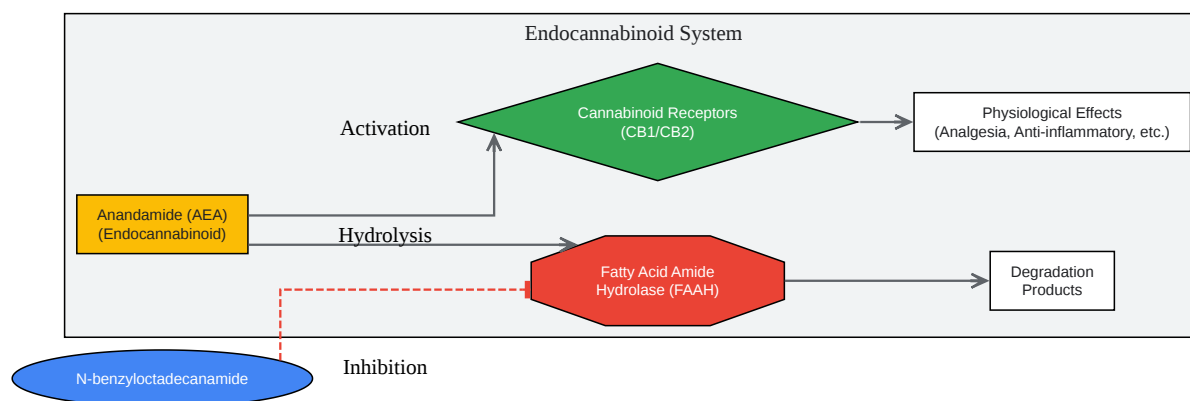 Endocannabinoid System
Cannabinoid Receptors
(CB1/CB2)
Physiological Effects
(Analgesia, Anti-inflammatory, etc.)
Activation
Anandamide (AEA)
(Endocannabinoid)
Hydrolysis
Fatty Acid Amide
Hydrolase (FAAH)
Degradation
Products
Inhibition
N-benzyloctadecanamide